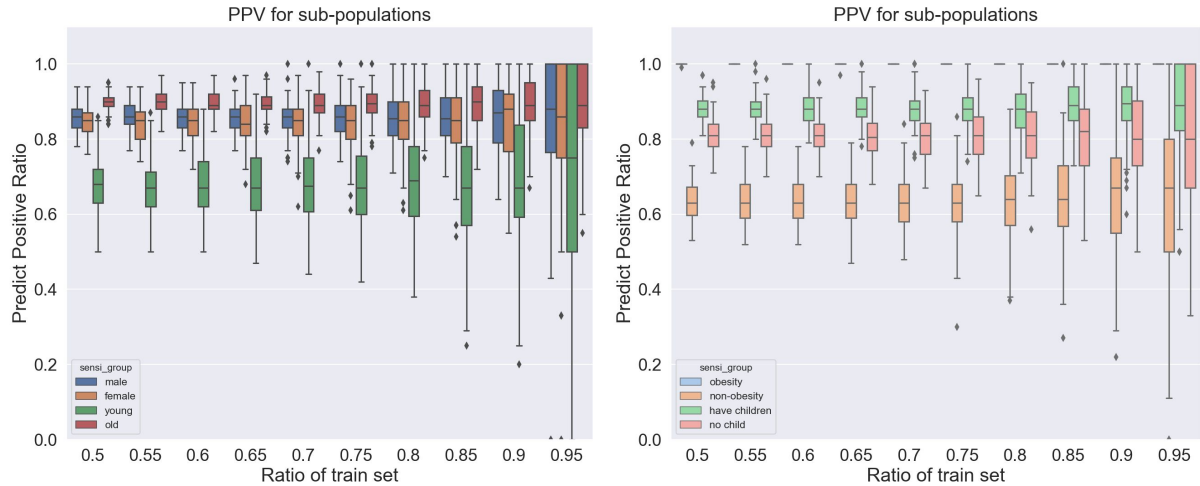 PPV for sub-populations
Predict Positive Ratio
1.0
0.8
0.6
0.4
0.2
0.0
sensi_group
male
female
young
old
0.5 0.55 0.6 0.65 0.7 0.75 0.8 0.85 0.9 0.95
Ratio of train set
PPV for sub-populations
Predict Positive Ratio
1.0
0.8
0.6
0.4
0.2
0.0
sensi_group
obesity
non-obesity
have children
no child
0.5 0.55 0.6 0.65 0.7 0.75 0.8 0.85 0.9 0.95
Ratio of train set